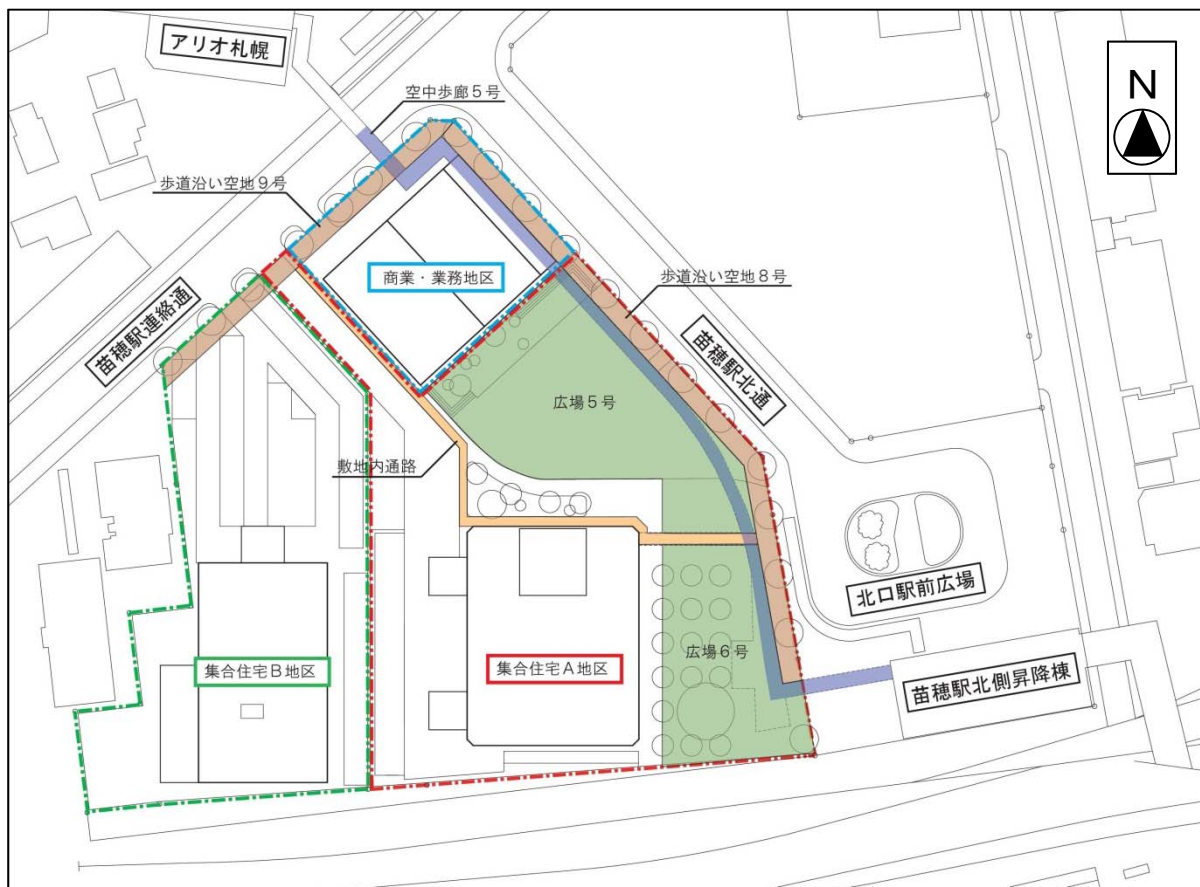 アリオ札幌
N
空中歩廊5号
歩道沿い空地9号
商業・業務地区
歩道沿い空地8号
苗穂駅連絡通
苗穂駅北通
広場5号
敷地内通路
北口駅前広場
広場6号
集合住宅B地区
集合住宅A地区
苗穂駅北側昇降棟